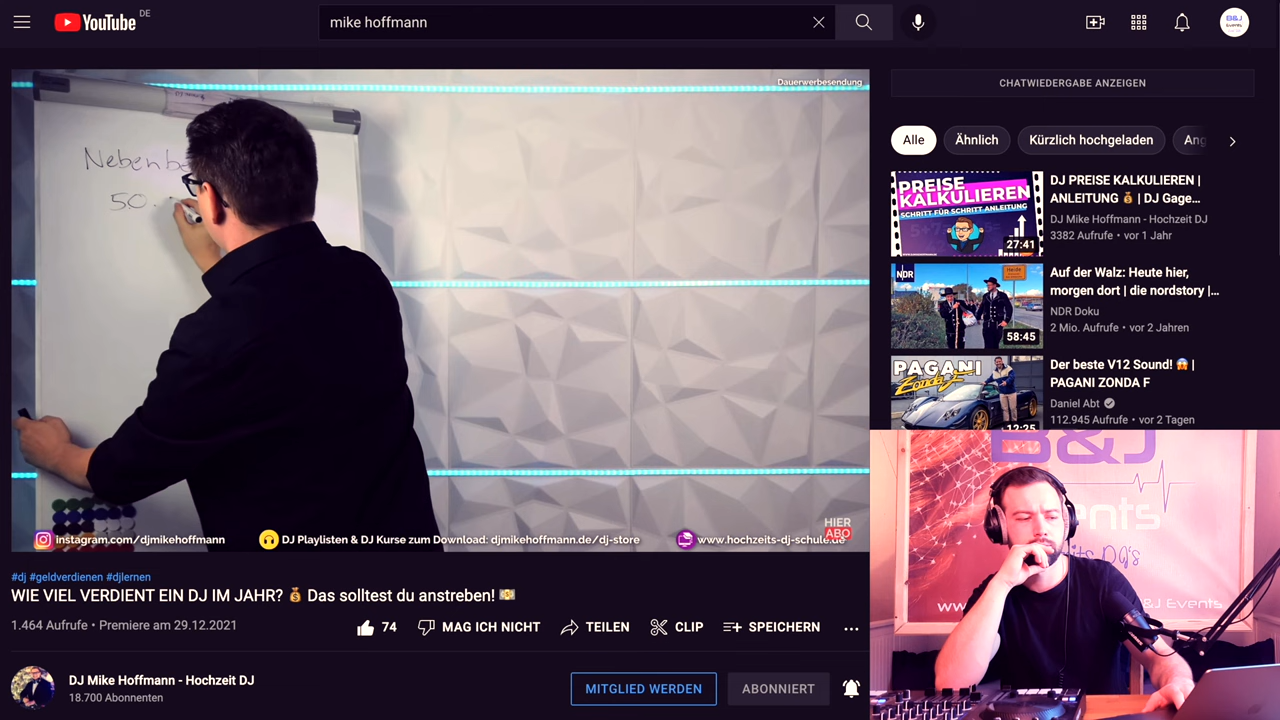 YouTube DE
mike hoffmann
Dauerwerbesendung
50.
instagram.com/djmikehoffmann
DJ Playlisten & DJ Kurse zum Download: djmikehoffmann.de/dj-store
www.hochzeits-dj-schule.de
HIER
ABO
#dj #geldverdienen #djlernen
WIE VIEL VERDIENT EIN DJ IM JAHR? 💰 Das solltest du anstreben! 💵
1.464 Aufrufe • Premiere am 29.12.2021
74
MAG ICH NICHT
TEILEN
CLIP
SPEICHERN
DJ Mike Hoffmann - Hochzeit DJ
18.700 Abonnenten
MITGLIED WERDEN
ABONNIERT
CHATWIEDERGABE ANZEIGEN
Alle
Ähnlich
Kürzlich hochgeladen
Ang
PREISE
KALKULIEREN
SCHRITT FÜR SCHRITT ANLEITUNG
27:41
DJ PREISE KALKULIEREN |
ANLEITUNG 💰 | DJ Gage...
DJ Mike Hoffmann - Hochzeit DJ
3382 Aufrufe • vor 1 Jahr
NDR
58:45
Auf der Walz: Heute hier,
morgen dort | die nordstory |...
NDR Doku
2 Mio. Aufrufe • vor 2 Jahren
PAGANI
Zonda
12:25
Der beste V12 Sound! 😱 |
PAGANI ZONDA F
Daniel Abt
112.945 Aufrufe • vor 2 Tagen
B&J
DJ's
www
&J Events